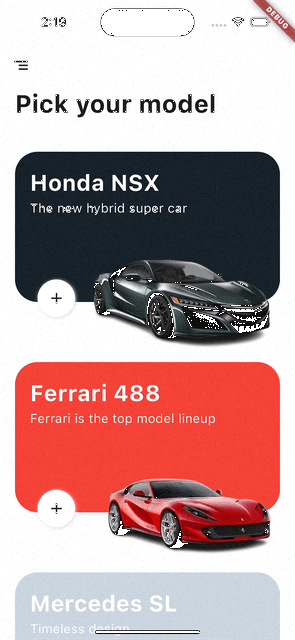 2:19
DEBUG
Pick your model
Honda NSX
The new hybrid super car
+
Ferrari 488
Ferrari is the top model lineup
+
Mercedes SL
Timeless design